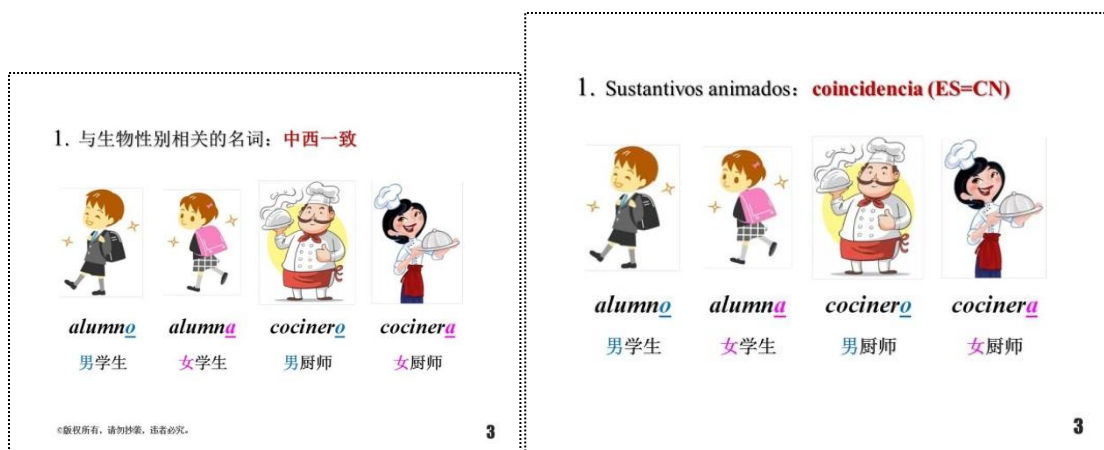 1. 与生物性别相关的名词：中西一致
alumno alumna cocinero cocinera
男学生 女学生 男厨师 女厨师
©版权所有，请勿抄袭，违者必究。
3
1. Sustantivos animados：coincidencia (ES=CN)
alumno alumna cocinero cocinera
男学生 女学生 男厨师 女厨师
3